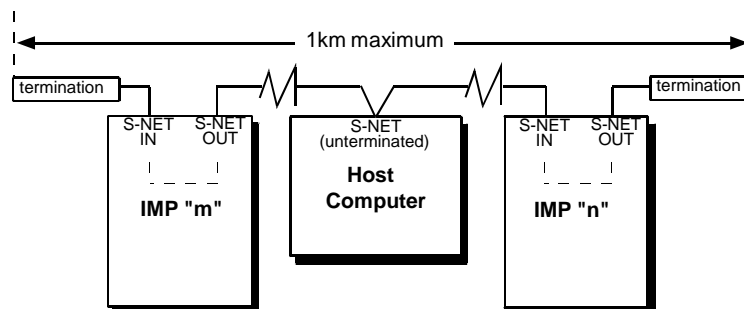 1km maximum
termination
termination
S-NET
IN
S-NET
OUT
S-NET
(unterminated)
S-NET
IN
S-NET
OUT
Host
Computer
IMP "m"
IMP "n"